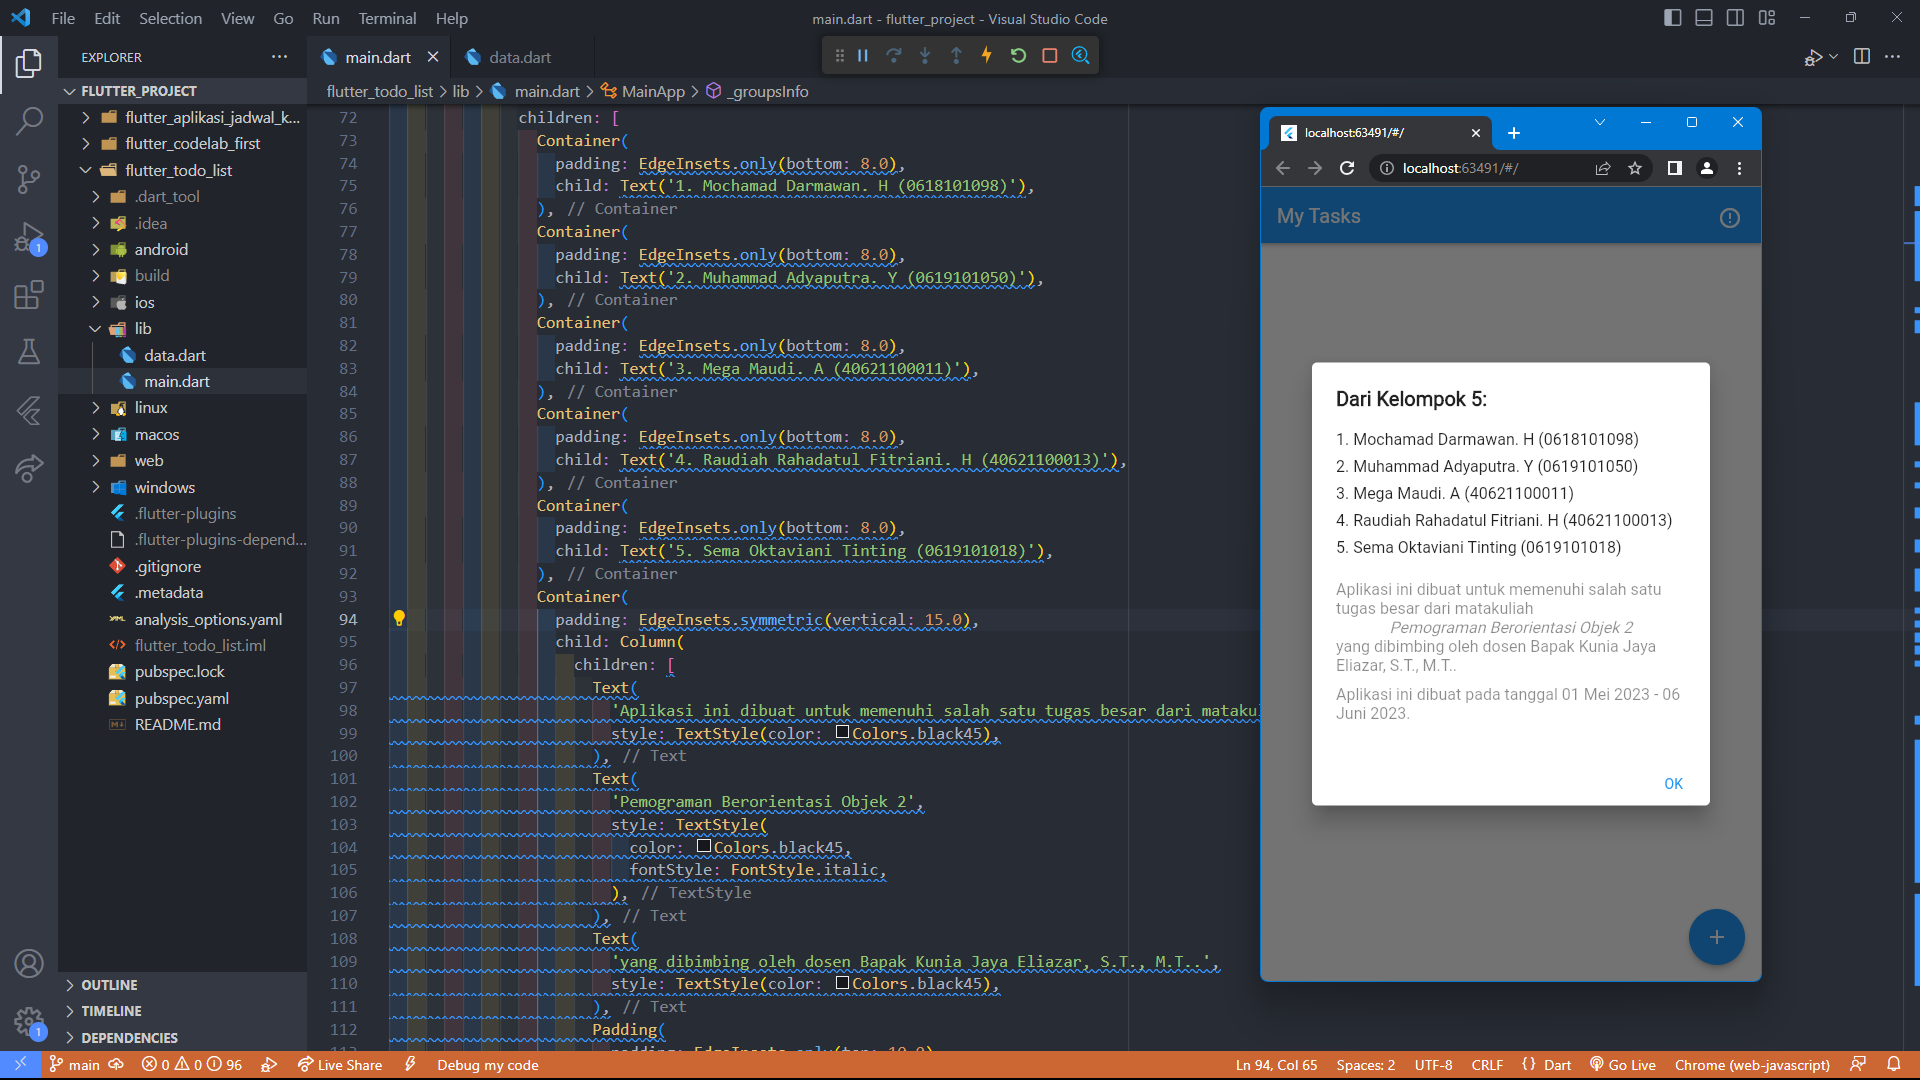 File Edit Selection View Go Run Terminal Help
main.dart - flutter_project - Visual Studio Code
EXPLORER
main.dart
data.dart
FLUTTER_PROJECT
flutter_todo_list > lib > main.dart > MainApp > _groupsInfo
flutter_aplikasi_jadwal_k...
flutter_codelab_first
flutter_todo_list
.dart_tool
.idea
android
build
ios
lib
data.dart
main.dart
linux
macos
web
windows
.flutter-plugins
.flutter-plugins-depend...
.gitignore
.metadata
analysis_options.yaml
flutter_todo_list.iml
pubspec.lock
pubspec.yaml
README.md
OUTLINE
TIMELINE
DEPENDENCIES
72 children: [
73 Container(
74 padding: EdgeInsets.only(bottom: 8.0),
75 child: Text('1. Mochamad Darmawan. H (0618101098)'),
76 ), // Container
77 Container(
78 padding: EdgeInsets.only(bottom: 8.0),
79 child: Text('2. Muhammad Adyaputra. Y (0619101050)'),
80 ), // Container
81 Container(
82 padding: EdgeInsets.only(bottom: 8.0),
83 child: Text('3. Mega Maudi. A (40621100011)'),
84 ), // Container
85 Container(
86 padding: EdgeInsets.only(bottom: 8.0),
87 child: Text('4. Raudiah Rahadatul Fitriani. H (40621100013)'),
88 ), // Container
89 Container(
90 padding: EdgeInsets.only(bottom: 8.0),
91 child: Text('5. Sema Oktaviani Tinting (0619101018)'),
92 ), // Container
93 Container(
94 padding: EdgeInsets.symmetric(vertical: 15.0),
95 child: Column(
96 children: [
97 Text(
98 'Aplikasi ini dibuat untuk memenuhi salah satu tugas besar dari mataku
99 style: TextStyle(color: Colors.black45),
100 ), // Text
101 Text(
102 'Pemograman Berorientasi Objek 2',
103 style: TextStyle(
104 color: Colors.black45,
105 fontStyle: FontStyle.italic,
106 ), // TextStyle
107 ), // Text
108 Text(
109 'yang dibimbing oleh dosen Bapak Kunia Jaya Eliazar, S.T., M.T..',
110 style: TextStyle(color: Colors.black45),
111 ), // Text
112 Padding(
113 padding: EdgeInsets.only(top: 10.0)
localhost:63491/#/
localhost:63491/#/
My Tasks
Dari Kelompok 5:
1. Mochamad Darmawan. H (0618101098)
2. Muhammad Adyaputra. Y (0619101050)
3. Mega Maudi. A (40621100011)
4. Raudiah Rahadatul Fitriani. H (40621100013)
5. Sema Oktaviani Tinting (0619101018)
Aplikasi ini dibuat untuk memenuhi salah satu
tugas besar dari matakuliah
Pemograman Berorientasi Objek 2
yang dibimbing oleh dosen Bapak Kunia Jaya
Eliazar, S.T., M.T..
Aplikasi ini dibuat pada tanggal 01 Mei 2023 - 06
Juni 2023.
OK
+
1
1
main 0 0 96 Live Share Debug my code Ln 94, Col 65 Spaces: 2 UTF-8 CRLF {} Dart Go Live Chrome (web-javascript)